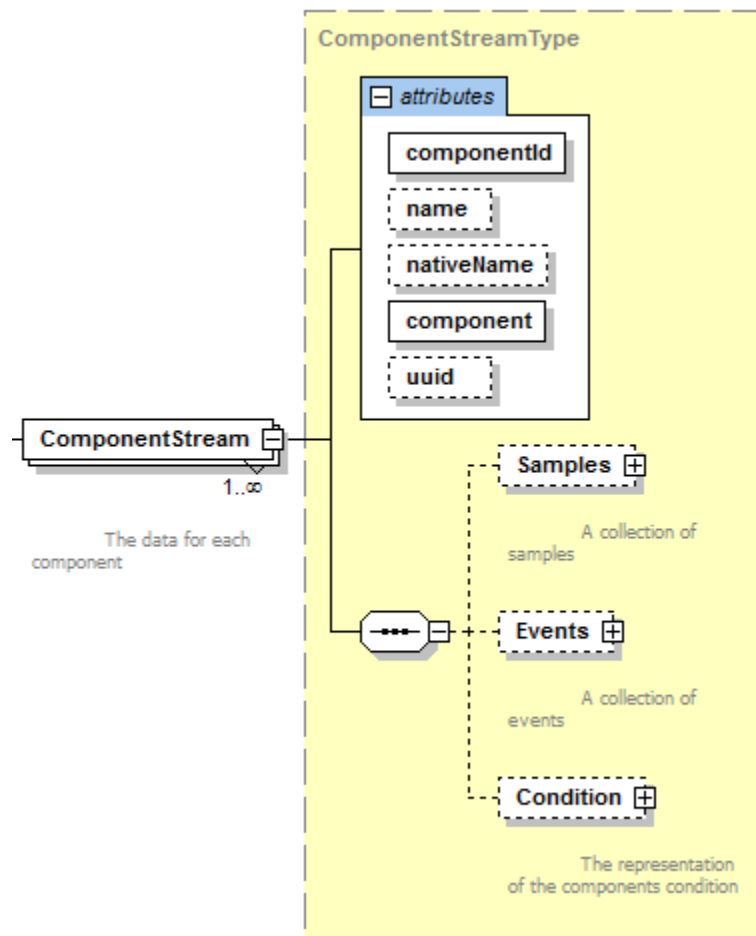 ComponentStreamType
attributes
componentId
name
nativeName
component
uuid
ComponentStream
1..∞
The data for each
component
Samples
A collection of
samples
Events
A collection of
events
Condition
The representation
of the components condition